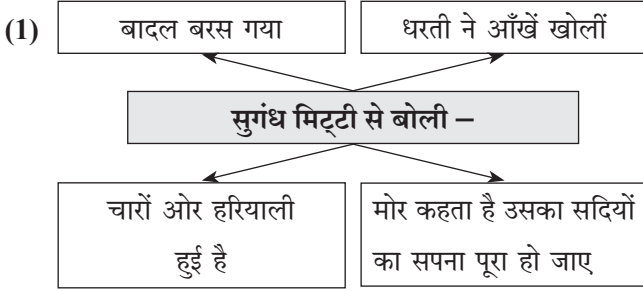 (1) बादल बरस गया धरती ने आँखें खोलीं
सुगंध मिट्‌टी से बोली –
चारों ओर हरियाली
हुई है
मोर कहता है उसका सदियों
का सपना पूरा हो जाए